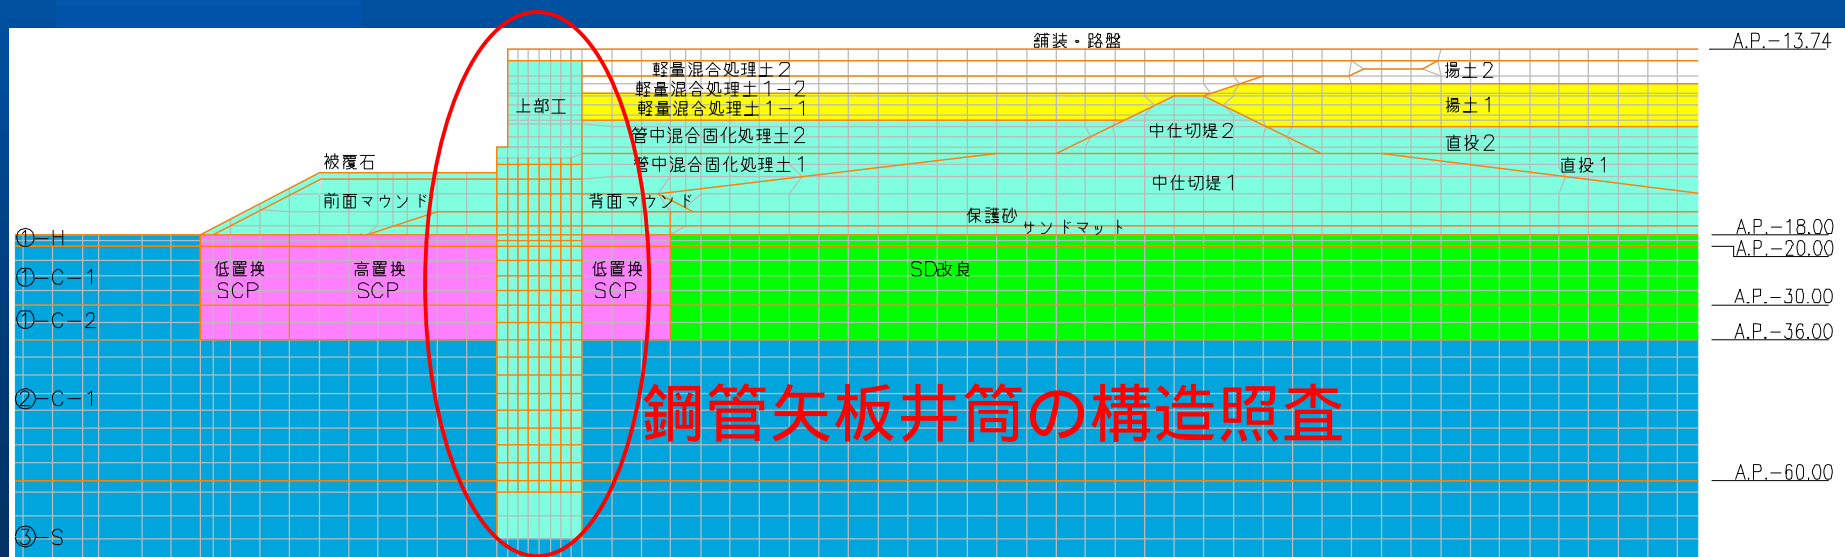 舗装・路盤
A.P.-13.74
軽量混合処理土2
揚土2
軽量混合処理土1-2
上部工
軽量混合処理土1-1
揚土1
管中混合固化処理土2
中仕切堤2
直投2
被覆石
管中混合固化処理土1
直投1
中仕切堤1
前面マウンド
背面マウンド
保護砂
サンドマット
A.P.-18.00
①-H
A.P.-20.00
低置換
SCP
高置換
SCP
低置換
SCP
SD改良
①-C-1
A.P.-30.00
①-C-2
A.P.-36.00
②-C-1
鋼管矢板井筒の構造照査
A.P.-60.00
③-S